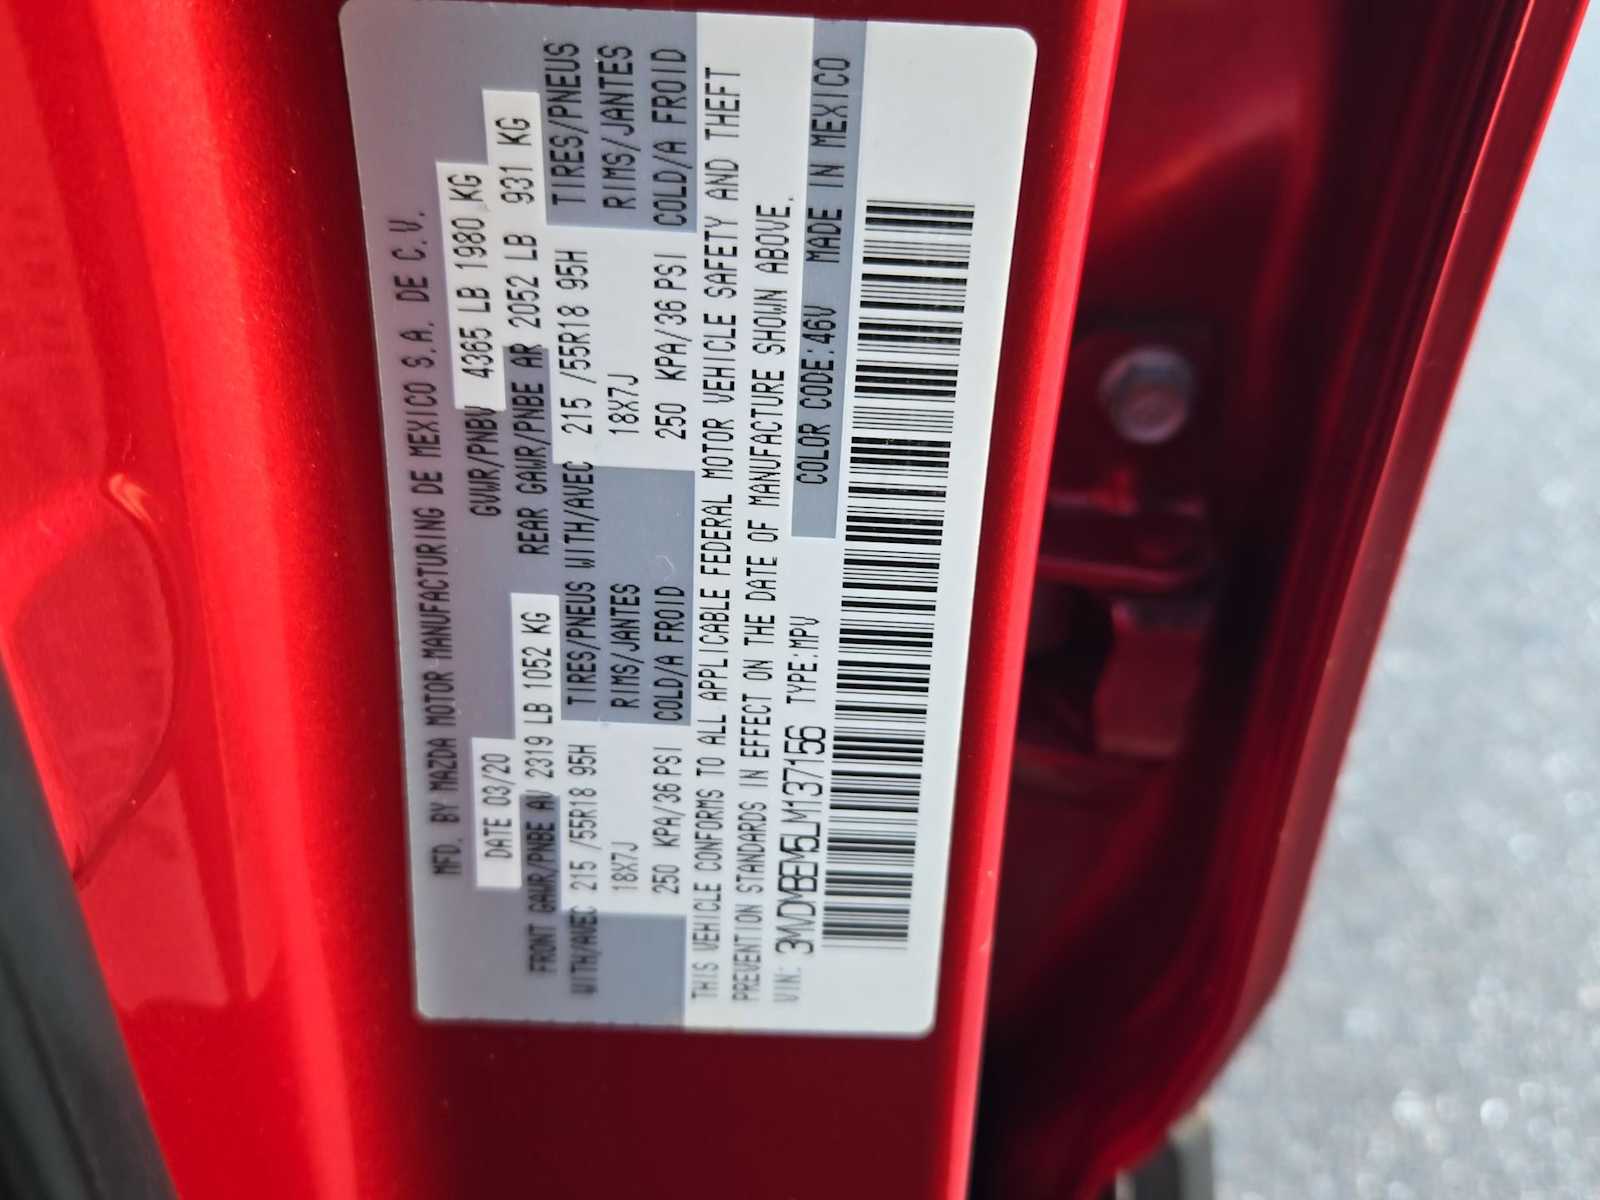 MFD. BY MAZDA MOTOR MANUFACTURING DE MEXICO S.A. DE C.V.
DATE 03/20 GVWR/PNBV 4365 LB 1980 KG
FRONT GAWR/PNBE AV 2319 LB 1052 KG REAR GAWR/PNBE AR 2052 LB 931 KG
WITH/AVEC 215 /55R18 95H TIRES/PNEUS WITH/AVEC 215 /55R18 95H TIRES/PNEUS
18X7J RIMS/JANTES 18X7J RIMS/JANTES
250 KPA/36 PSI COLD/A FROID 250 KPA/36 PSI COLD/A FROID
THIS VEHICLE CONFORMS TO ALL APPLICABLE FEDERAL MOTOR VEHICLE SAFETY AND THEFT
PREVENTION STANDARDS IN EFFECT ON THE DATE OF MANUFACTURE SHOWN ABOVE.
VIN: 3MVDMBEM5LM137156 TYPE:MPV COLOR CODE:46V MADE IN MEXICO